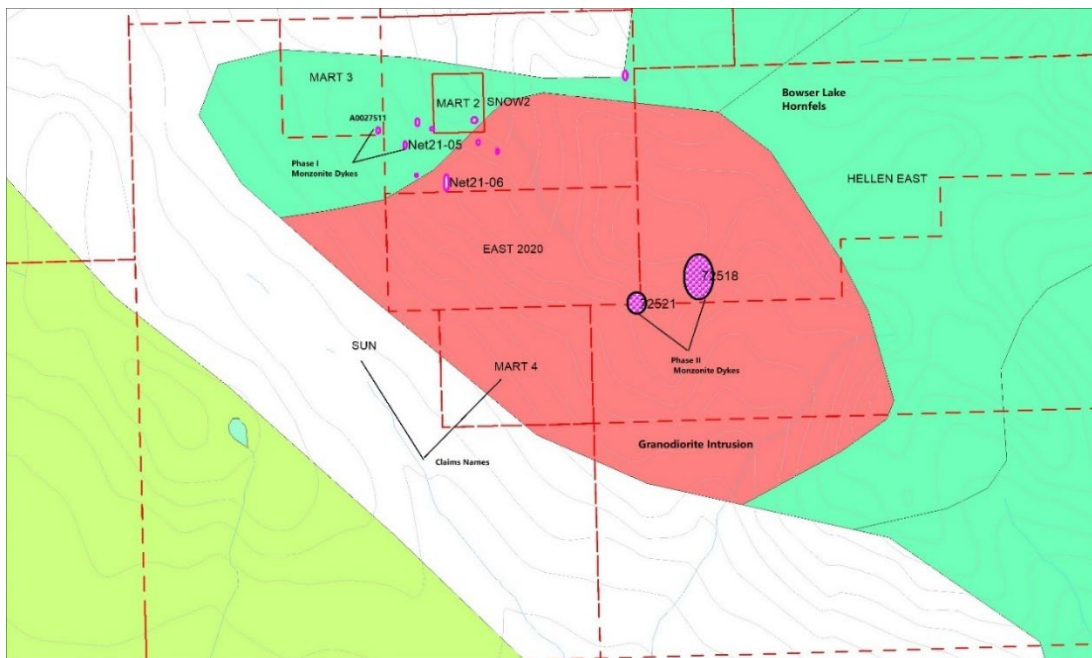 MART 3
Bowser Lake
Hornfels
MART 2
SNOW2
A0027511
Net21-05
Phase I
Monzonite Dykes
Net21-06
HELLEN EAST
EAST 2020
72518
2521
SUN
Phase II
Monzonite Dykes
MART 4
Granodiorite Intrusion
Claims Names